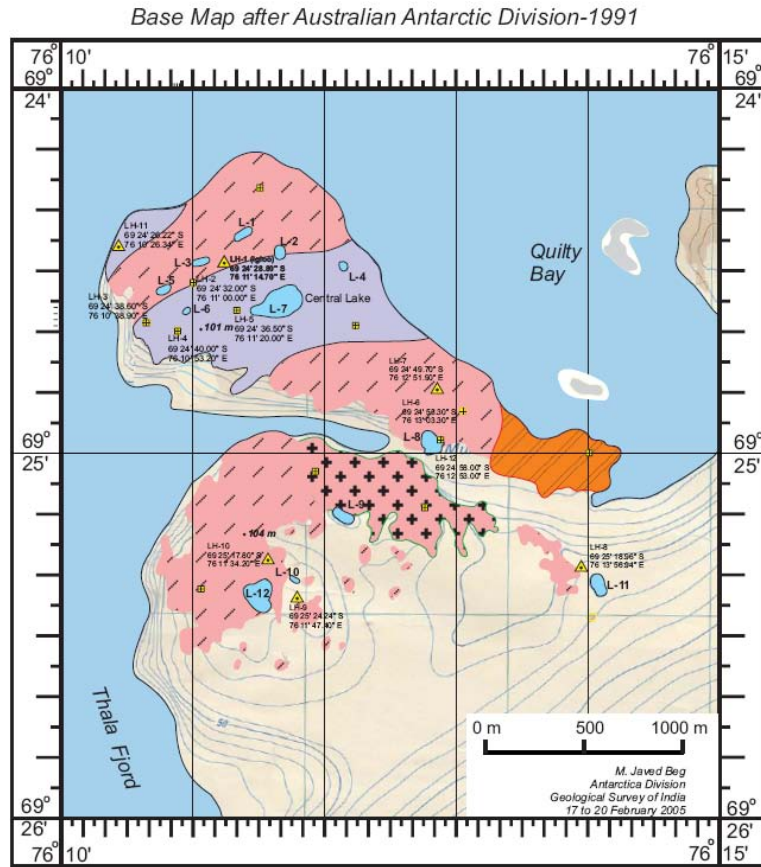 Base Map after Australian Antarctic Division-1991
76° 10'
76° 15'
69°
69°
24'
24'
LH-11
69 24' 26.22" S
76 10' 26.34" E
L-1
L-2
L-3
LH-1 (Igloo)
69 24' 28.80" S
76 11' 14.70" E
L-4
Quilty
Bay
L-5
LH-2
69 24' 32.00" S
76 11' 00.00" E
LH-3
69 24' 38.60" S
76 10' 38.90" E
L-6
L-7
Central Lake
101 m
LH-5
69 24' 36.50" S
76 11' 20.00" E
LH-4
69 24' 40.00" S
76 10' 53.20" E
LH-7
69 24' 49.70" S
76 12' 51.90" E
LH-6
76 13' 03.30" E
L-8
69°
25'
69°
25'
LH-12
69 24' 58.00" S
76 12' 53.00" E
L-9
104 m
LH-10
69 25' 17.80" S
76 11' 34.20" E
LH-8
69 25' 18.96" S
76 13' 56.94" E
L-10
L-11
L-12
LH-9
69 25' 24.24" S
76 11' 47.40" E
Thala Fjord
50
0 m 500 1000 m
M. Javed Beg
Antarctica Division
Geological Survey of India
17 to 20 February 2005
69°
69°
26'
26'
76° 10'
76° 15'